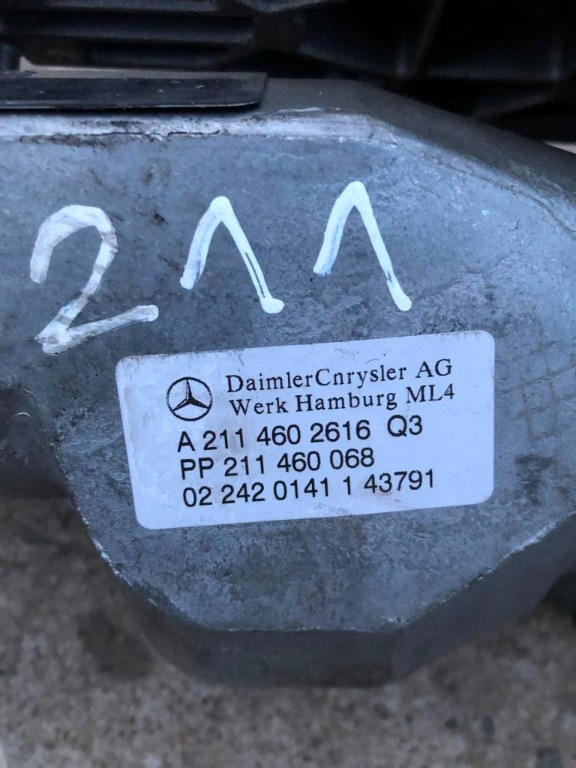 211
DaimlerCnrysler AG
Werk Hamburg ML4
A 211 460 2616 Q3
PP 211 460 068
02 242 0141 1 43791